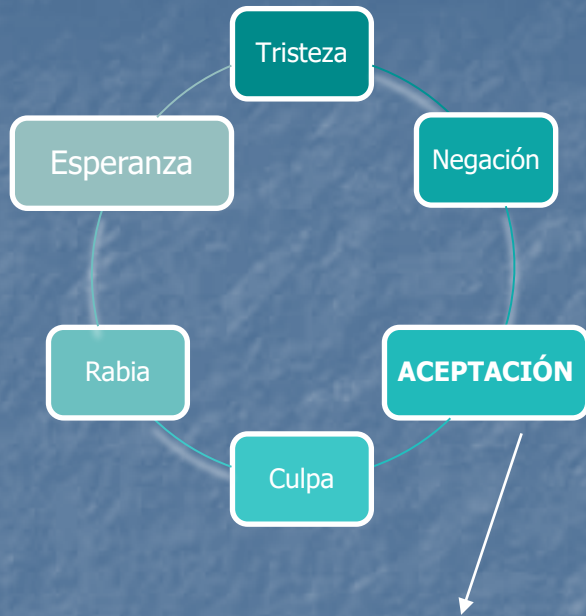 Tristeza
Negación
ACEPTACIÓN
Culpa
Rabia
Esperanza